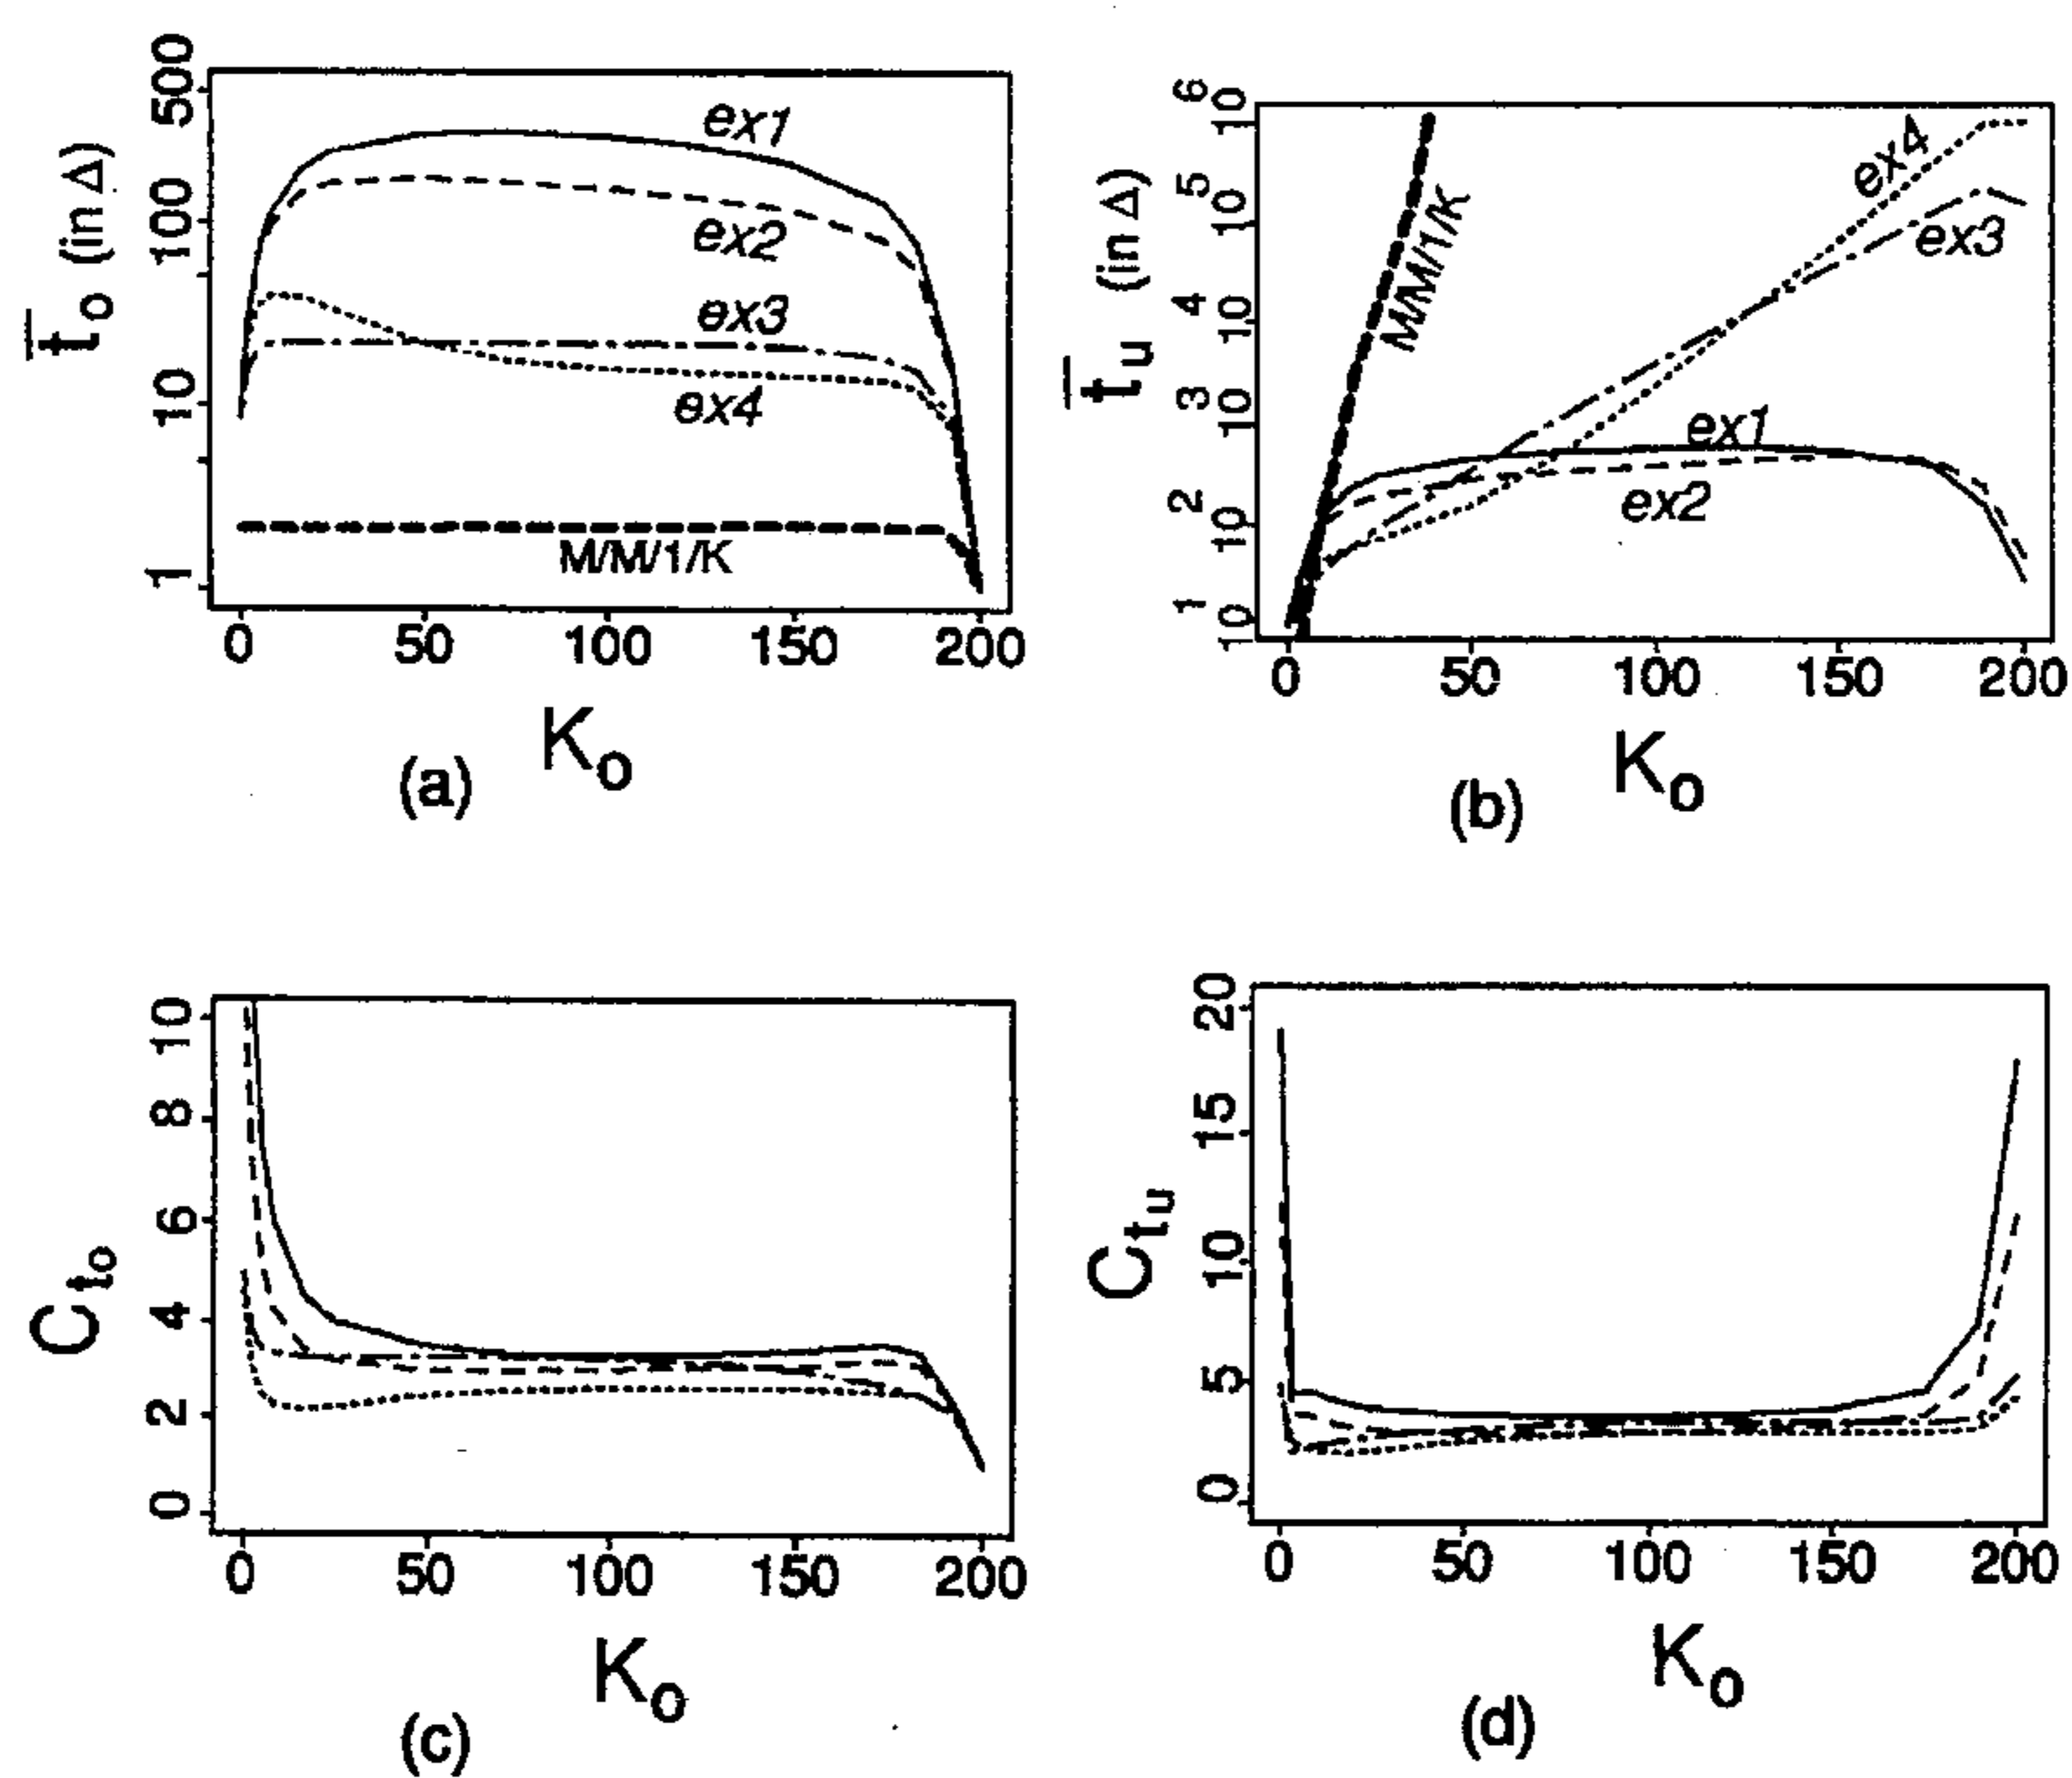 500
100
10
1
t̄o (in Δ)
ex1
ex2
ex3
ex4
M/M/1/K
0 50 100 150 200
Ko
(a)
10^6
10^5
10^4
10^3
10^2
10^1
t̄u (in Δ)
M/M/1/K
ex4
ex3
ex1
ex2
0 50 100 150 200
Ko
(b)
10
8
6
4
2
0
Cto
0 50 100 150 200
Ko
(c)
20
15
10
5
0
Ctu
0 50 100 150 200
Ko
(d)